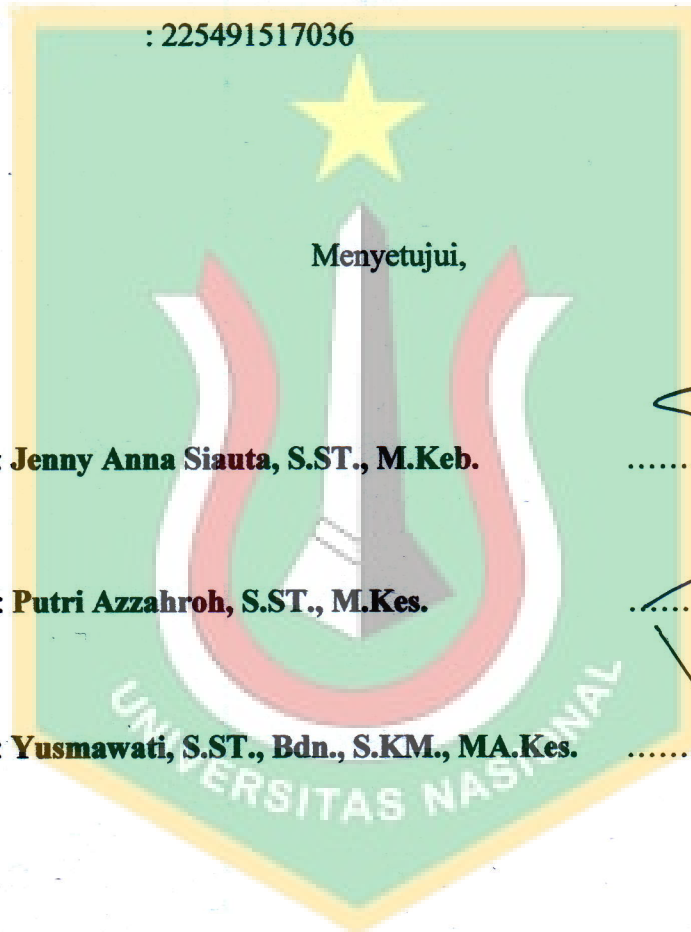 : 225491517036
Menyetujui,
: Jenny Anna Siauta, S.ST., M.Keb. ......
: Putri Azzahroh, S.ST., M.Kes. ......
: Yusmawati, S.ST., Bdn., S.KM., MA.Kes. ......
UNIVERSITAS NASIONAL